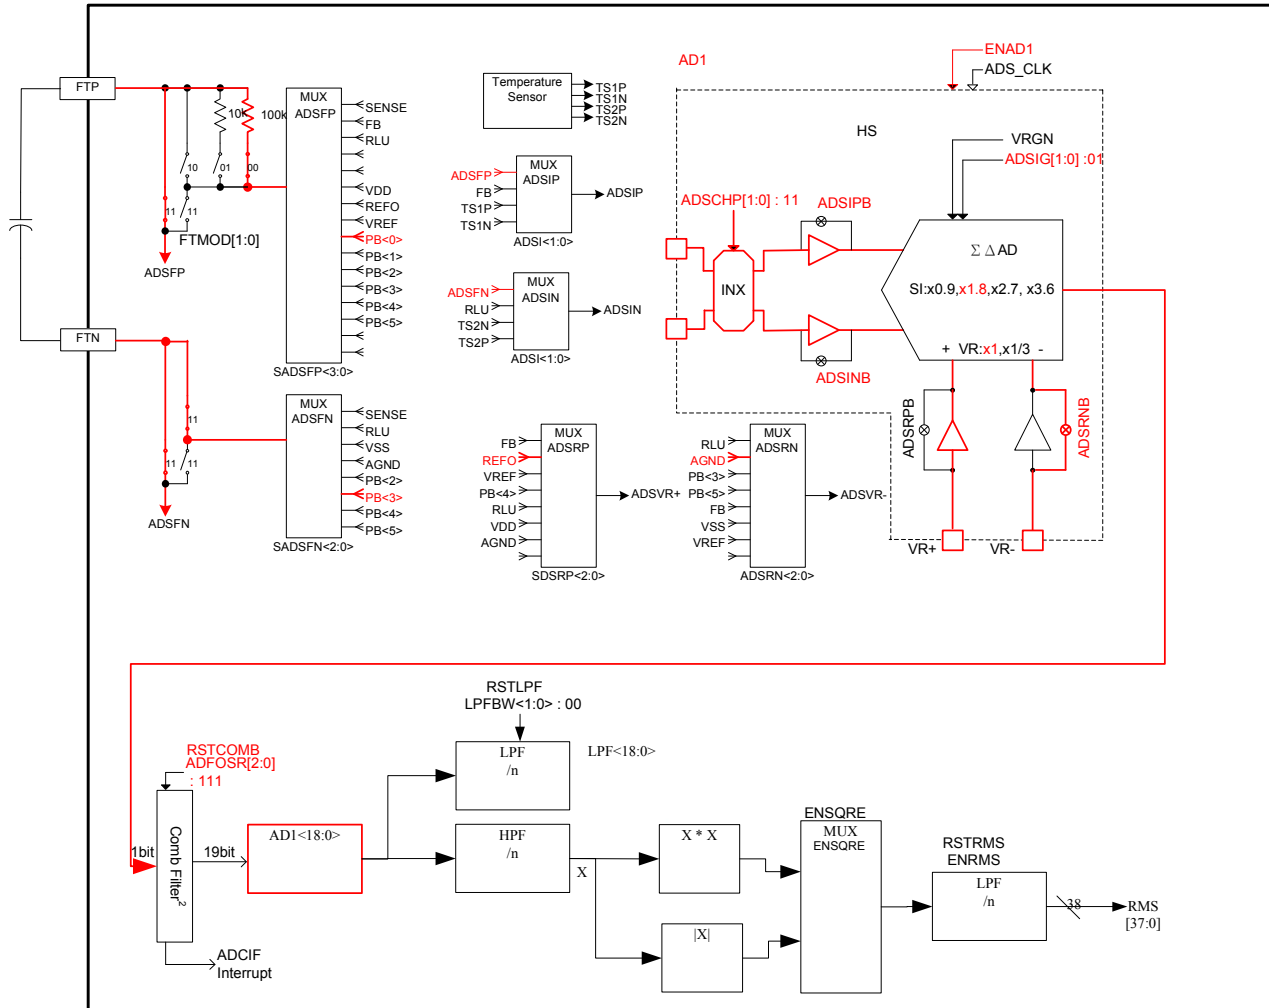 FTP
10k
100k
10
01
00
11
11
FTMOD[1:0]
ADSFP
FTN
11
11
11
ADSFN
MUX
ADSFP
SENSE
FB
RLU
VDD
REFO
VREF
PB<0>
PB<1>
PB<2>
PB<3>
PB<4>
PB<5>
SADSFP<3:0>
MUX
ADSFN
SENSE
RLU
VSS
AGND
PB<2>
PB<3>
PB<4>
PB<5>
SADSFN<2:0>
Temperature
Sensor
TS1P
TS1N
TS2P
TS2N
MUX
ADSIP
ADSFP
FB
TS1P
TS1N
ADSIP
ADSI<1:0>
MUX
ADSIN
ADSFN
RLU
TS2N
TS2P
ADSIN
ADSI<1:0>
MUX
ADSRP
FB
REFO
VREF
PB<4>
RLU
VDD
AGND
ADSVR+
SDSRP<2:0>
MUX
ADSRN
RLU
AGND
PB<3>
PB<5>
FB
VSS
VREF
ADSVR-
ADSRN<2:0>
AD1
ENAD1
ADS_CLK
HS
VRGN
ADSIG[1:0] :01
ADSCHP[1:0] : 11
ADSIPB
INX
ADSINB
Σ Δ AD
SI:x0.9,x1.8,x2.7, x3.6
+ VR:x1,x1/3 -
ADSRPB
ADSRNB
VR+
VR-
RSTCOMB
ADFOSR[2:0]
: 111
1bit
Comb Filter2
19bit
ADCIF
Interrupt
AD1<18:0>
RSTLPF
LPFBW<1:0> : 00
LPF
/n
LPF<18:0>
HPF
/n
X
X * X
|X|
ENSQRE
MUX
ENSQRE
RSTRMS
ENRMS
LPF
/n
38
RMS
[37:0]